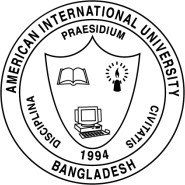 AMERICAN INTERNATIONAL UNIVERSITY
PRAESIDIUM
DISCIPLINA
CIVITATIS
1994
BANGLADESH